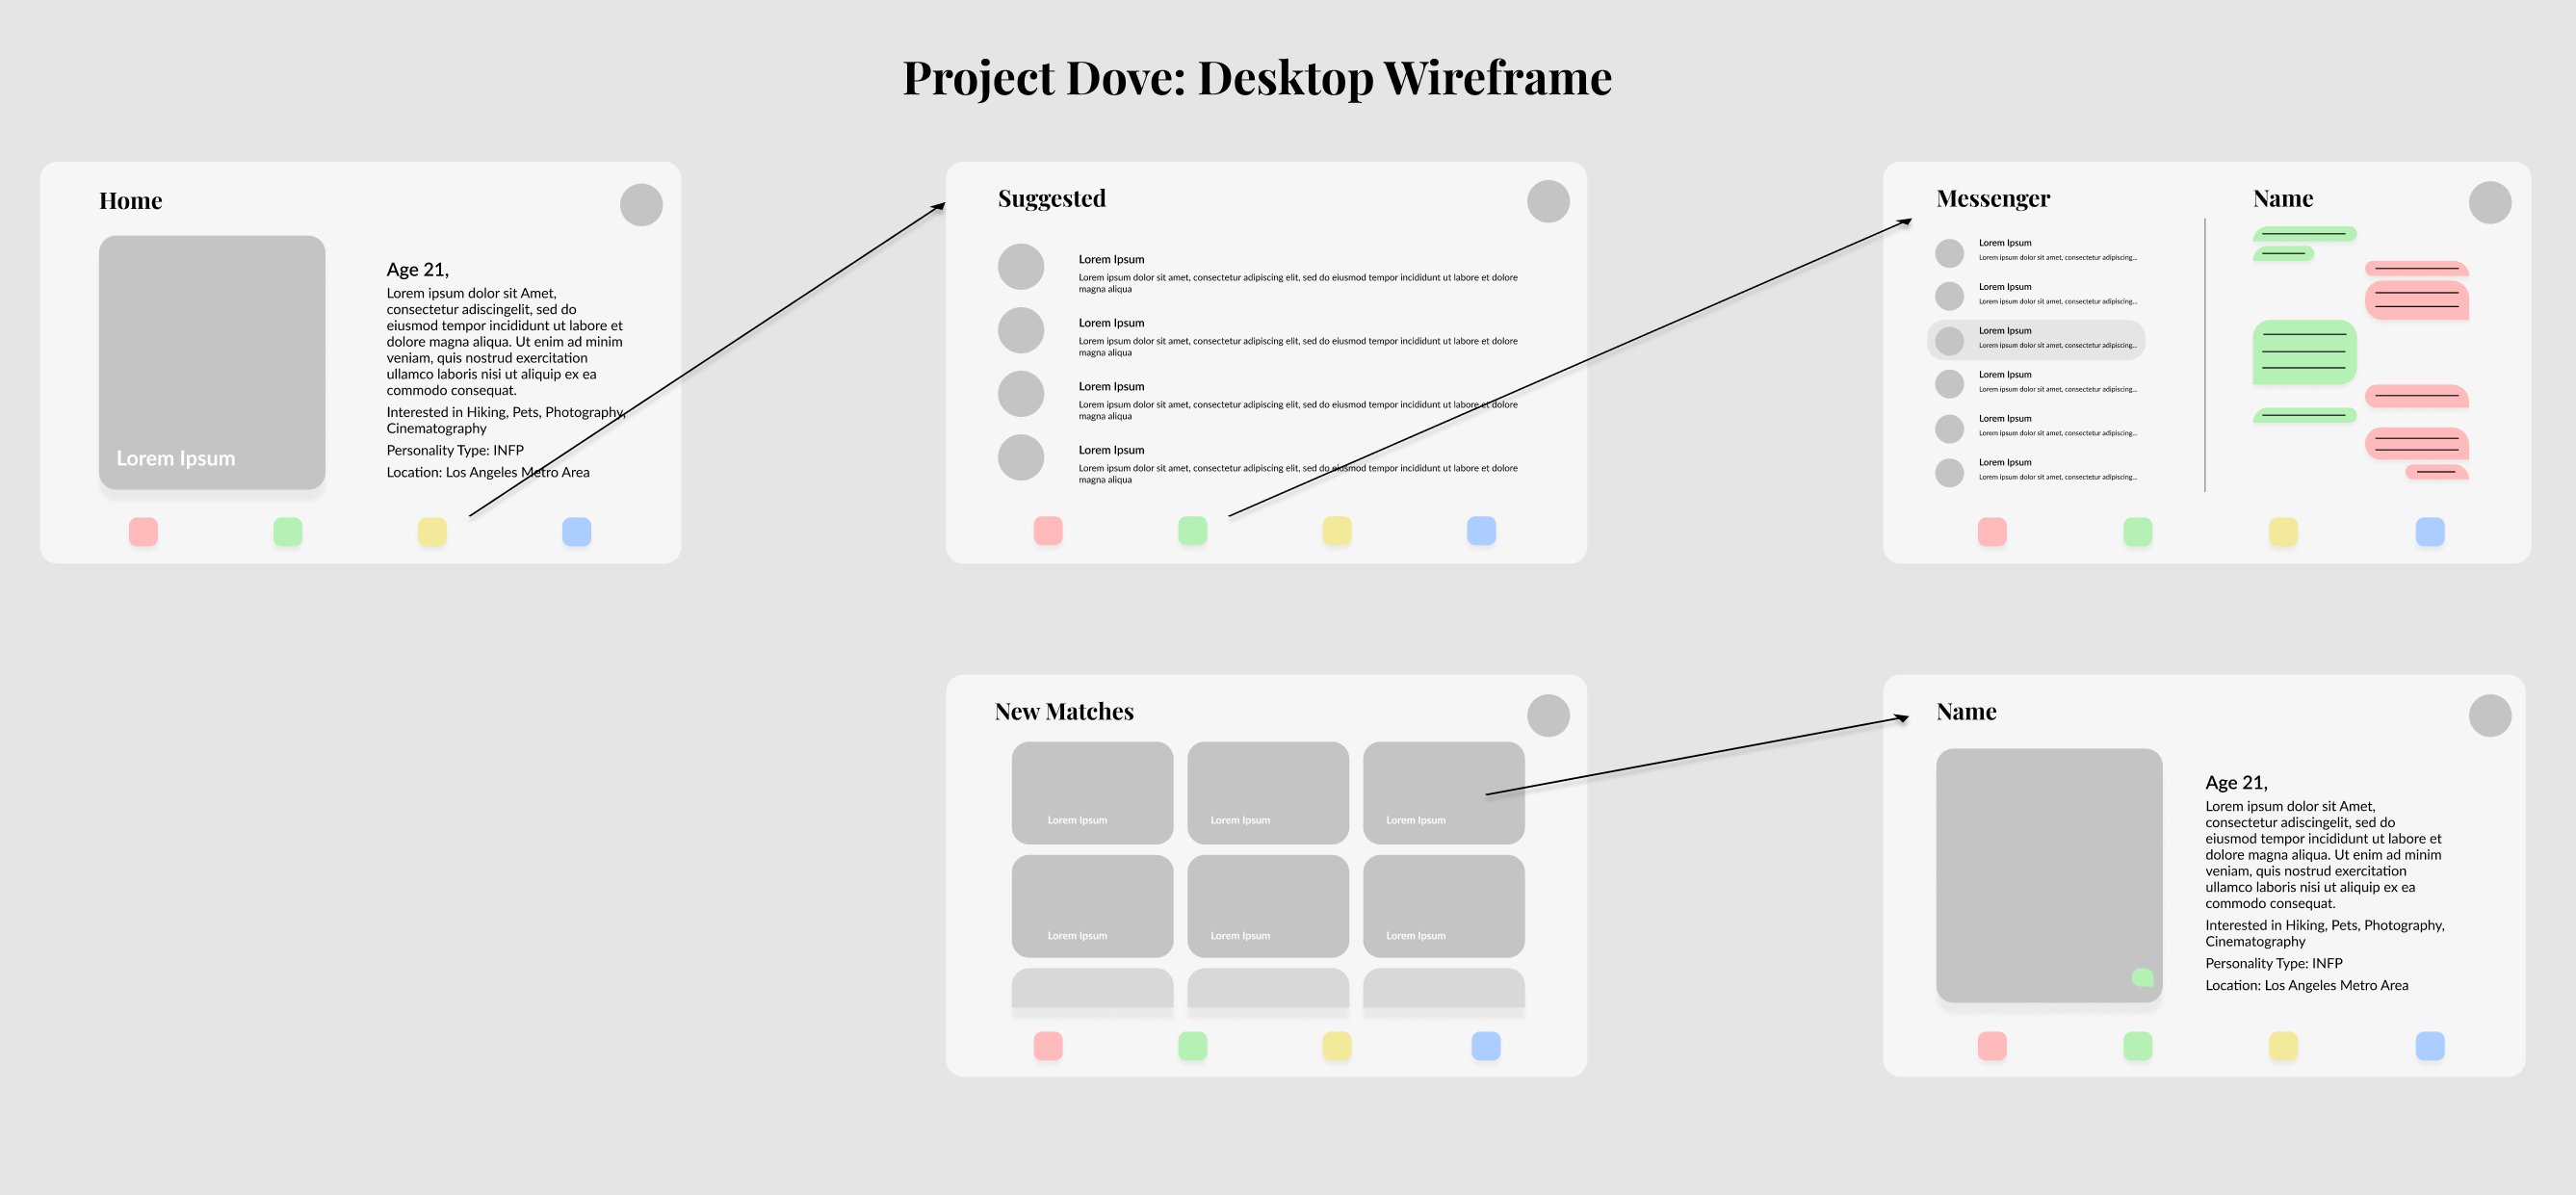 Project Dove: Desktop Wireframe
Home
Lorem Ipsum
Age 21,
Lorem ipsum dolor sit Amet,
consectetur adiscingelit, sed do
eiusmod tempor incididunt ut labore et
dolore magna aliqua. Ut enim ad minim
veniam, quis nostrud exercitation
ullamco laboris nisi ut aliquip ex ea
commodo consequat.
Interested in Hiking, Pets, Photography,
Cinematography
Personality Type: INFP
Location: Los Angeles Metro Area
Suggested
Lorem Ipsum
Lorem ipsum dolor sit amet, consectetur adipiscing elit, sed do eiusmod tempor incididunt ut labore et dolore
magna aliqua
Lorem Ipsum
Lorem ipsum dolor sit amet, consectetur adipiscing elit, sed do eiusmod tempor incididunt ut labore et dolore
magna aliqua
Lorem Ipsum
Lorem ipsum dolor sit amet, consectetur adipiscing elit, sed do eiusmod tempor incididunt ut labore et dolore
magna aliqua
Lorem Ipsum
Lorem ipsum dolor sit amet, consectetur adipiscing elit, sed do eiusmod tempor incididunt ut labore et dolore
magna aliqua
Messenger
Lorem Ipsum
Lorem ipsum dolor sit amet, consectetur adipiscing...
Lorem Ipsum
Lorem ipsum dolor sit amet, consectetur adipiscing...
Lorem Ipsum
Lorem ipsum dolor sit amet, consectetur adipiscing...
Lorem Ipsum
Lorem ipsum dolor sit amet, consectetur adipiscing...
Lorem Ipsum
Lorem ipsum dolor sit amet, consectetur adipiscing...
Lorem Ipsum
Lorem ipsum dolor sit amet, consectetur adipiscing...
Name
New Matches
Lorem Ipsum
Lorem Ipsum
Lorem Ipsum
Lorem Ipsum
Lorem Ipsum
Lorem Ipsum
Name
Age 21,
Lorem ipsum dolor sit Amet,
consectetur adiscingelit, sed do
eiusmod tempor incididunt ut labore et
dolore magna aliqua. Ut enim ad minim
veniam, quis nostrud exercitation
ullamco laboris nisi ut aliquip ex ea
commodo consequat.
Interested in Hiking, Pets, Photography,
Cinematography
Personality Type: INFP
Location: Los Angeles Metro Area